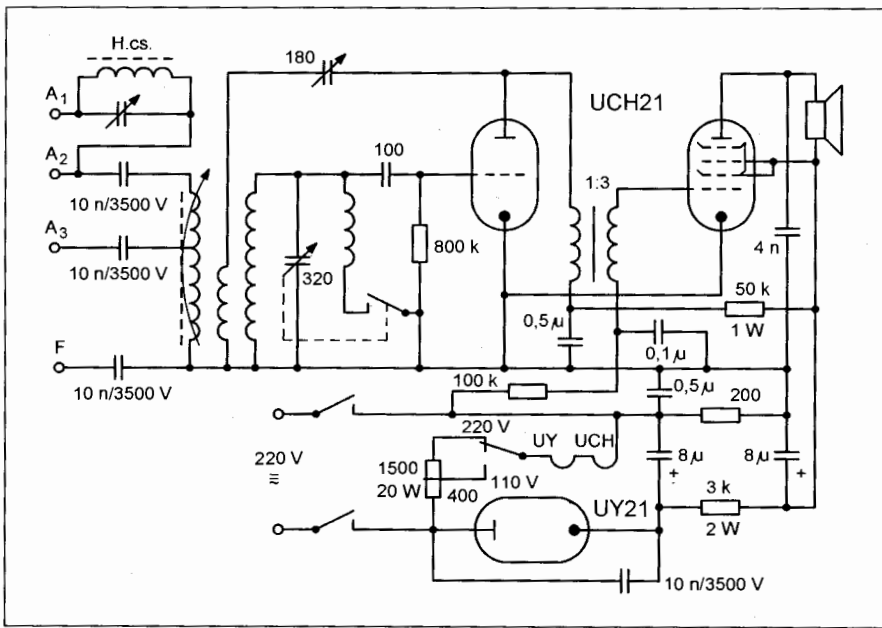 H.cs.
180
A1
UCH21
A2
100
10 n/3500 V
1:3
A3
800 k
320
4 n
10 n/3500 V
50 k
1 W
0,5 µ
0,1 µ
F
10 n/3500 V
100 k
0,5 µ
200
220 V
UY UCH
8 µ
+
8 µ
+
220 V
1500
20 W
400
110 V
UY21
3 k
2 W
10 n/3500 V